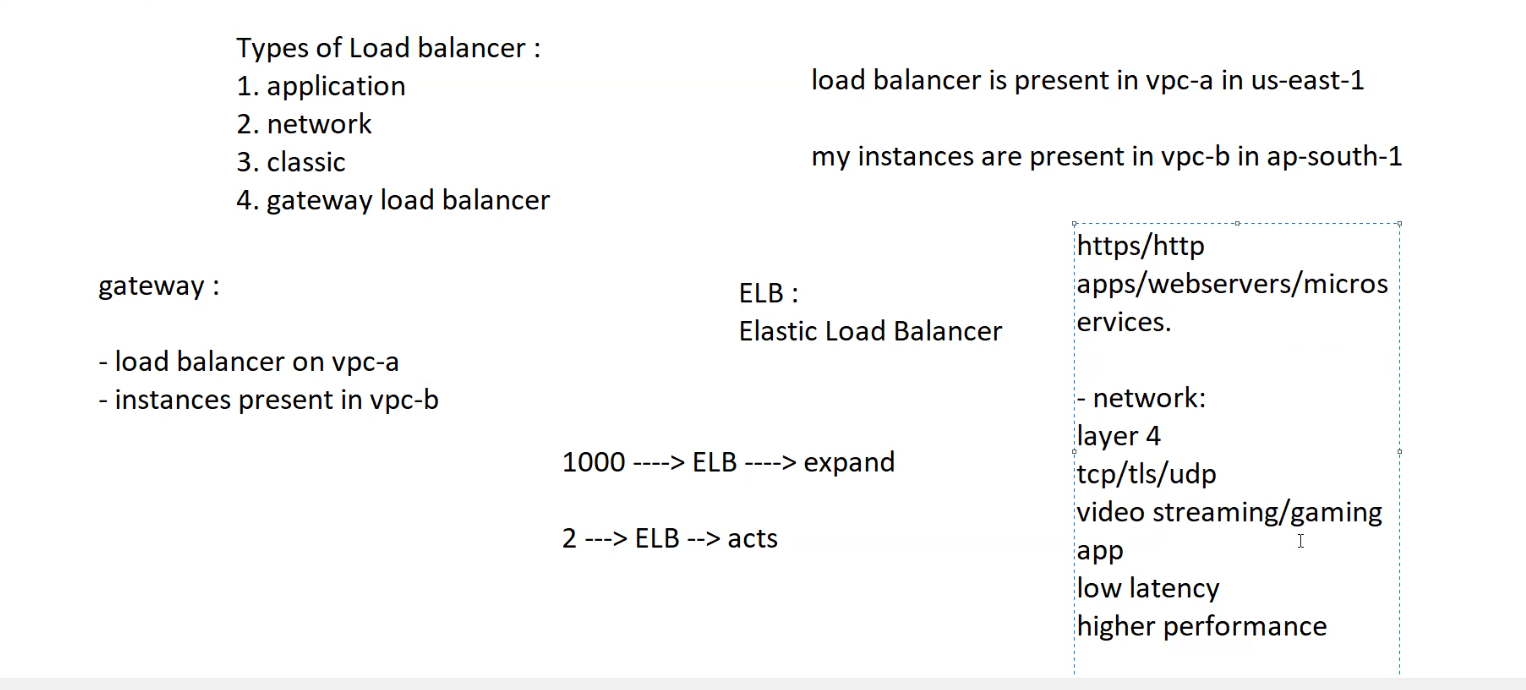 Types of Load balancer :
1. application
2. network
3. classic
4. gateway load balancer
load balancer is present in vpc-a in us-east-1
my instances are present in vpc-b in ap-south-1
gateway :
- load balancer on vpc-a
- instances present in vpc-b
ELB :
Elastic Load Balancer
1000 ----> ELB ----> expand
2 ---> ELB --> acts
https/http
apps/webservers/micros
ervices.
- network:
layer 4
tcp/tls/udp
video streaming/gaming
app
low latency
higher performance